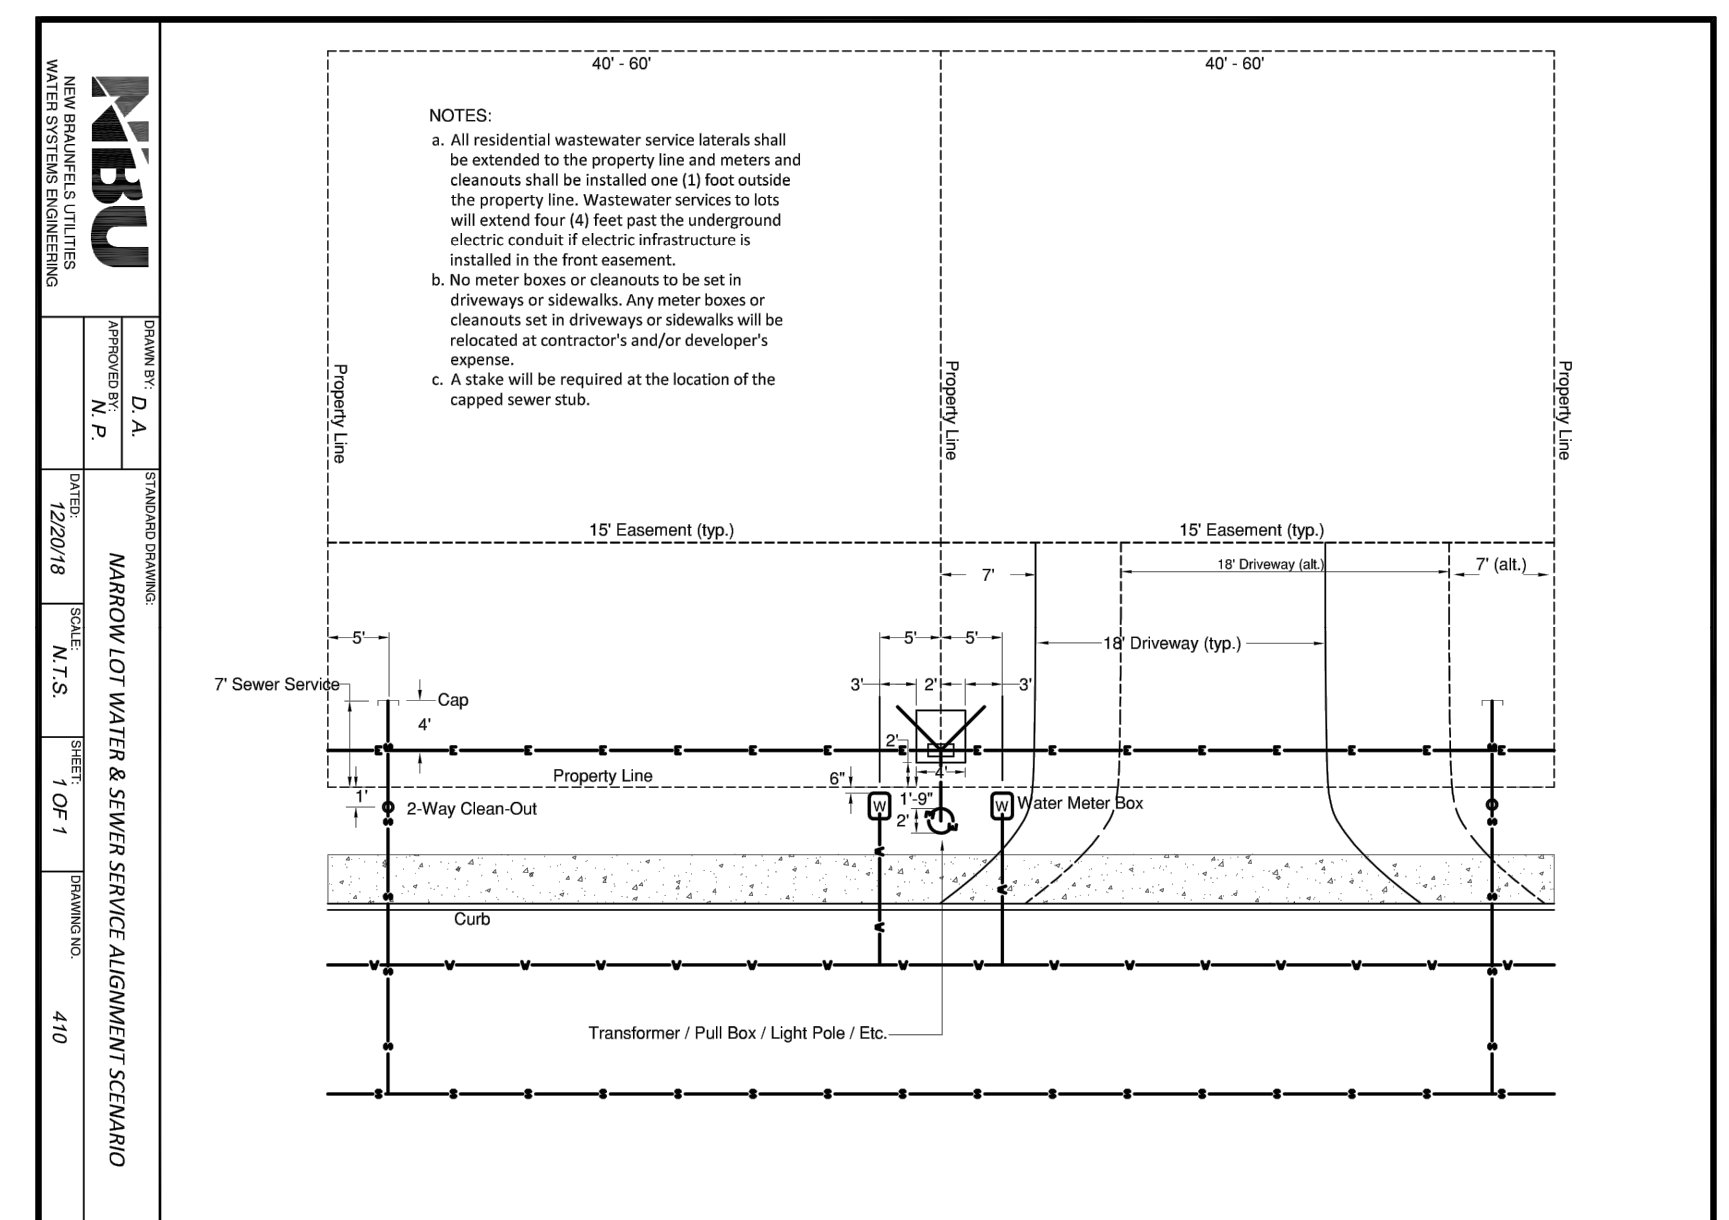 NBU
NEW BRAUNFELS UTILITIES
WATER SYSTEMS ENGINEERING
DRAWN BY: D. A.
APPROVED BY: N. P.
STANDARD DRAWING:
NARROW LOT WATER & SEWER SERVICE ALIGNMENT SCENARIO
DATED: 12/20/18
SCALE: N.T.S.
SHEET: 1 OF 1
DRAWING NO. 410
40' - 60'
40' - 60'
NOTES:
a. All residential wastewater service laterals shall
be extended to the property line and meters and
cleanouts shall be installed one (1) foot outside
the property line. Wastewater services to lots
will extend four (4) feet past the underground
electric conduit if electric infrastructure is
installed in the front easement.
b. No meter boxes or cleanouts to be set in
driveways or sidewalks. Any meter boxes or
cleanouts set in driveways or sidewalks will be
relocated at contractor's and/or developer's
expense.
c. A stake will be required at the location of the
capped sewer stub.
Property Line
Property Line
Property Line
15' Easement (typ.)
15' Easement (typ.)
7'
18' Driveway (alt.)
7' (alt.)
5'
5'
5'
18' Driveway (typ.)
7' Sewer Service
3'
2'
3'
Cap
4'
2'
E E E E E E E E E E E E E E E E
Property Line
4'
6"
1'
2-Way Clean-Out
W
1'-9"
2'
W
Water Meter Box
S
S
W
W
S
S
W
Curb
W W W W W W W W W W W W W W W W
S
S
S
S
Transformer / Pull Box / Light Pole / Etc.
S S S S S S S S S S S S S S S S